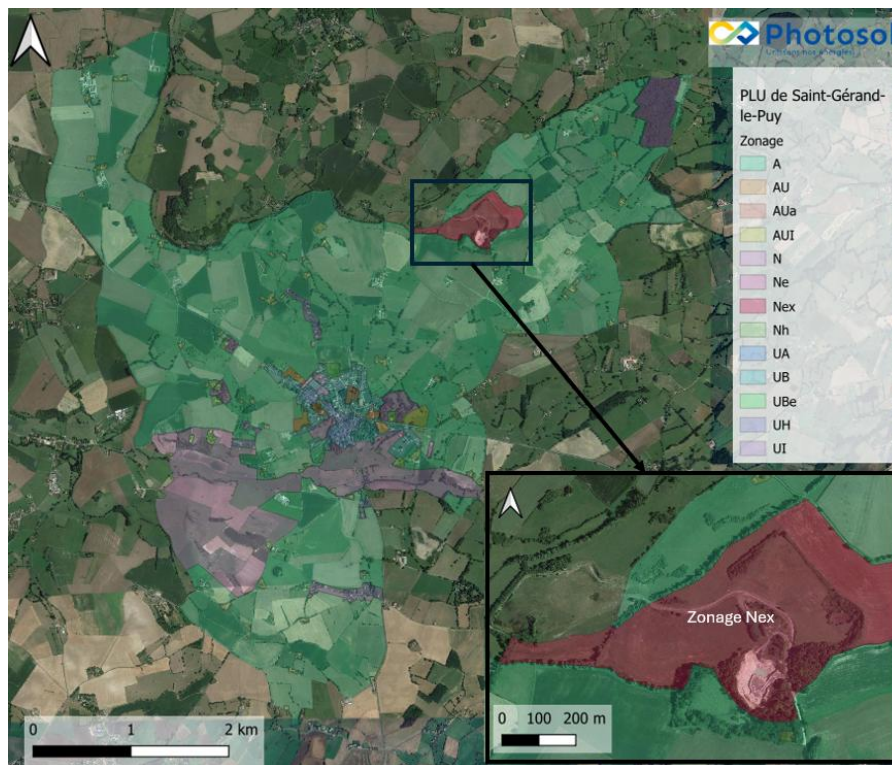 Photosol
PLU de Saint-Gérand-
le-Puy
Zonage
A
AU
AUa
AUI
N
Ne
Nex
Nh
UA
UB
UBe
UH
UI
Zonage Nex
0 1 2 km
0 100 200 m